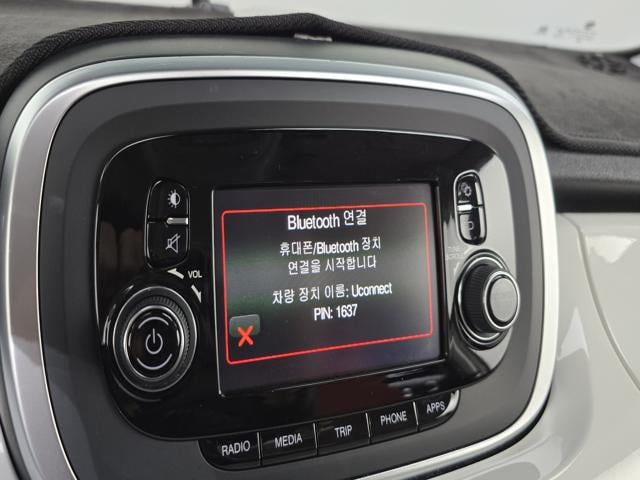 Bluetooth 연결
휴대폰/Bluetooth 장치
연결을 시작합니다
차량 장치 이름: Uconnect
PIN: 1637
VOL
RADIO
MEDIA
TRIP
PHONE
APPS